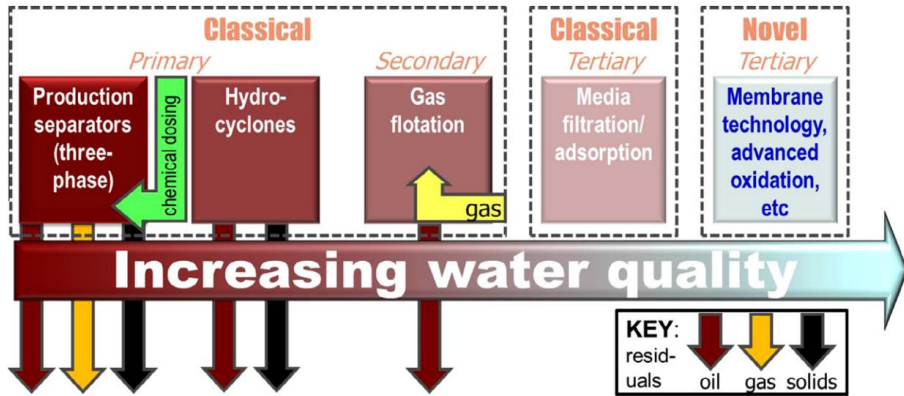 Classical
Primary
Secondary
Production
separators
(three-
phase)
chemical dosing
Hydro-
cyclones
Gas
flotation
gas
Classical
Tertiary
Media
filtration/
adsorption
Novel
Tertiary
Membrane
technology,
advanced
oxidation,
etc
Increasing water quality
KEY:
resid-
uals
oil
gas
solids